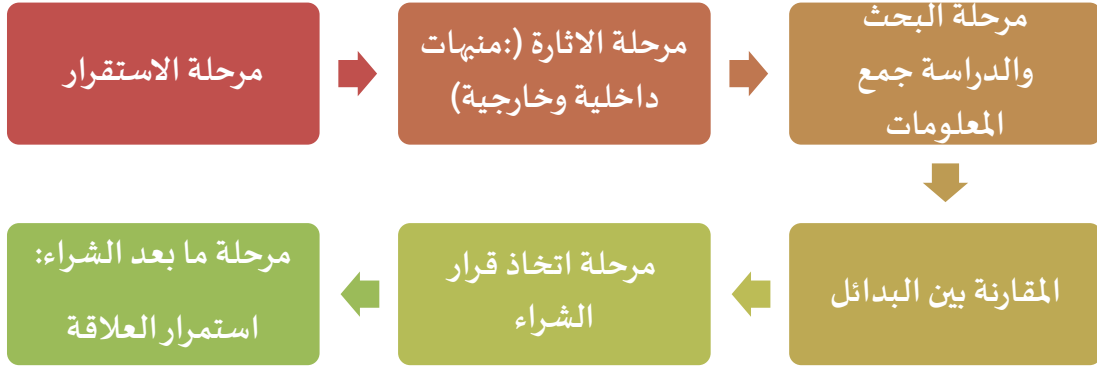 مرحلة الاستقرار
مرحلة الاثارة (:منبهات
داخلية وخارجية)
مرحلة البحث
والدراسة جمع
المعلومات
المقارنة بين البدائل
مرحلة اتخاذ قرار
الشراء
مرحلة ما بعد الشراء:
استمرار العلاقة